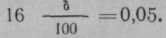 16 5/100 = 0,05.